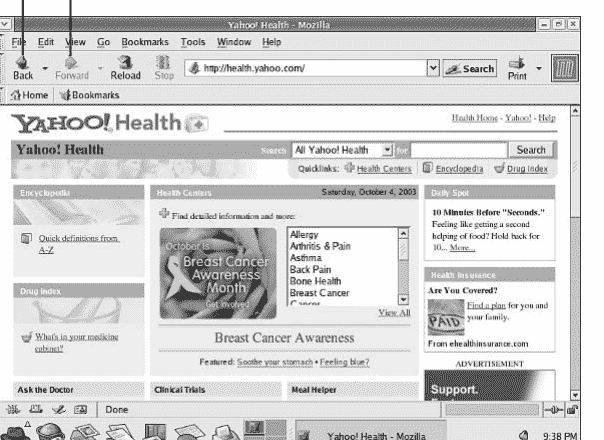 Yahoo! Health - Mozilla
File Edit View Go Bookmarks Tools Window Help
Back Forward Reload Stop http://health.yahoo.com/ Search Print
Home Bookmarks
YAHOO! Health
Health Home - Yahoo! - Help
Yahoo! Health Search All Yahoo! Health for Search
Quicklinks: Health Centers Encyclopedia Drug Index
Encyclopedia
Quick definitions from A-Z
Drug Index
What's in your medicine cabinet?
Health Centers Saturday, October 4, 2003
Find detailed information and more:
October is
Breast Cancer
Awareness
Month
Get involved
Allergy
Arthritis & Pain
Asthma
Back Pain
Bone Health
Breast Cancer
Cancer
View All
Breast Cancer Awareness
Featured: Soothe your stomach • Feeling blue?
Daily Spot
10 Minutes Before "Seconds."
Feeling like getting a second
helping of food? Hold back for
10... More...
Health Insurance
Are You Covered?
PAID
Find a plan for you and
your family.
From ehealthinsurance.com
ADVERTISEMENT
Support.
Ask the Doctor Clinical Trials Meal Helper
Done
Yahoo! Health - Mozilla 9:38 PM